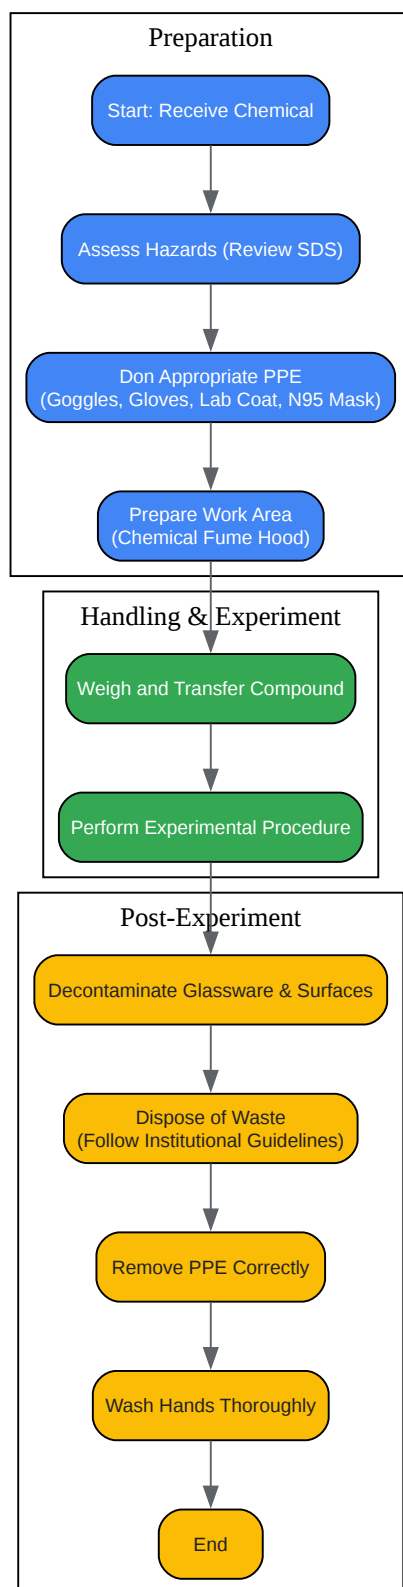 Preparation
Start: Receive Chemical
Assess Hazards (Review SDS)
Don Appropriate PPE
(Goggles, Gloves, Lab Coat, N95 Mask)
Prepare Work Area
(Chemical Fume Hood)
Handling & Experiment
Weigh and Transfer Compound
Perform Experimental Procedure
Post-Experiment
Decontaminate Glassware & Surfaces
Dispose of Waste
(Follow Institutional Guidelines)
Remove PPE Correctly
Wash Hands Thoroughly
End